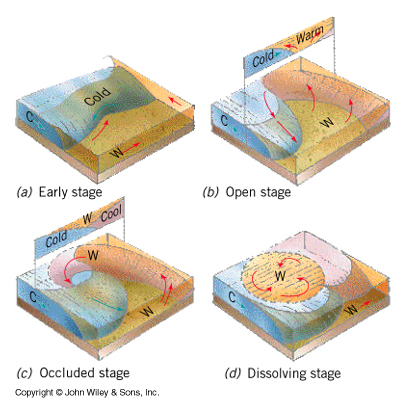 Cold
C
W
(a) Early stage
Cold Warm
C
W
(b) Open stage
Cold W Cool
W
C
W
(c) Occluded stage
W
C
W
(d) Dissolving stage
Copyright © John Wiley & Sons, Inc.